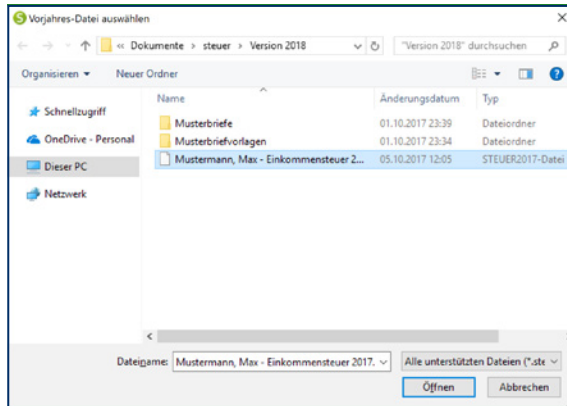 Vorjahres-Datei auswählen
« Dokumente › steuer › Version 2018
"Version 2018" durchsuchen
Organisieren
Neuer Ordner
Name
Änderungsdatum
Typ
Schnellzugriff
OneDrive - Personal
Dieser PC
Netzwerk
Musterbriefe 01.10.2017 23:39 Dateiordner
Musterbriefvorlagen 01.10.2017 23:34 Dateiordner
Mustermann, Max - Einkommensteuer 2... 05.10.2017 12:05 STEUER2017-Datei
Dateiname: Mustermann, Max - Einkommensteuer 2017.
Alle unterstützten Dateien (*.ste
Öffnen
Abbrechen